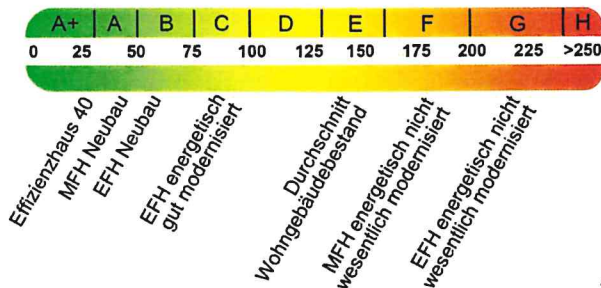 A+ A B C D E F G H
0 25 50 75 100 125 150 175 200 225 >250
Effizienzhaus 40
MFH Neubau
EFH Neubau
EFH energetisch
gut modernisiert
Durchschnitt
Wohngebäudebestand
MFH energetisch nicht
wesentlich modernisiert
EFH energetisch nicht
wesentlich modernisiert